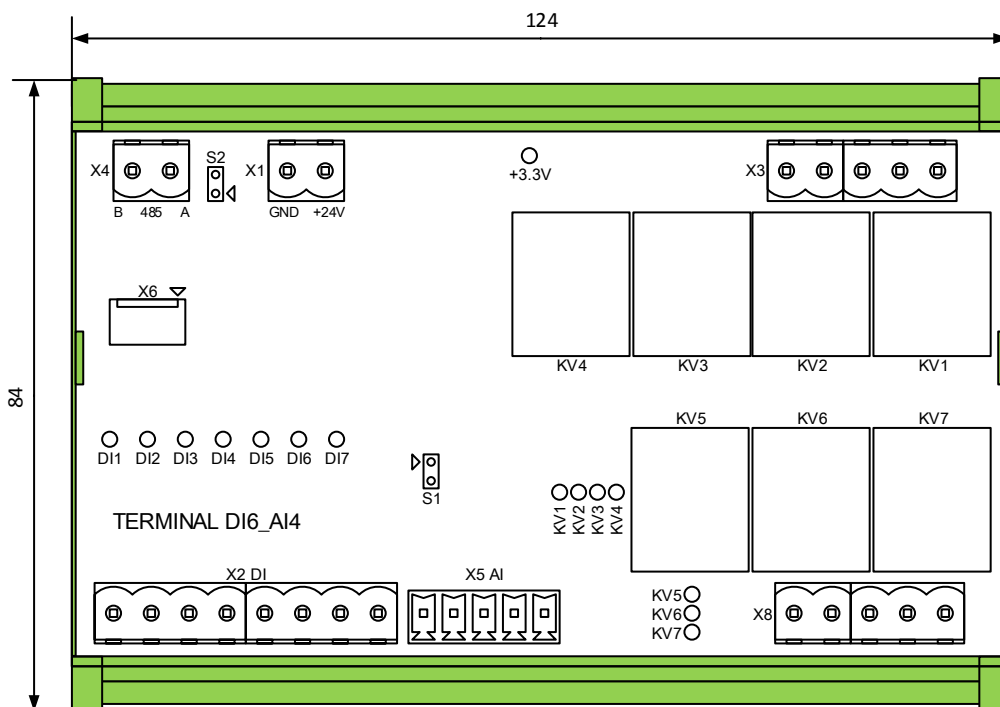 124
84
X4
S2
X1
+3.3V
X3
B 485 A
GND +24V
X6
KV4 KV3 KV2 KV1
KV5 KV6 KV7
DI1 DI2 DI3 DI4 DI5 DI6 DI7
S1
KV1
KV2
KV3
KV4
TERMINAL DI6_AI4
X2 DI
X5 AI
KV5
KV6
KV7
X8